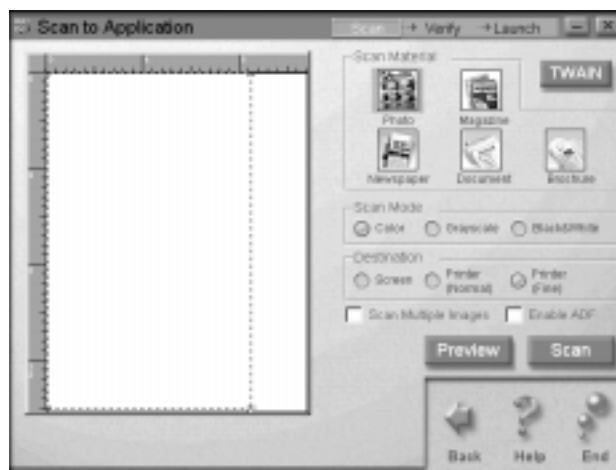 Scan to Application
Scan → Verify → Launch
Scan Material
TWAIN
Photo
Magazine
Newspaper
Document
Brochure
Scan Mode
Color
Grayscale
Black&White
Destination
Screen
Printer (Normal)
Printer (Fine)
Scan Multiple Images
Enable ADF
Preview
Scan
Back
Help
End